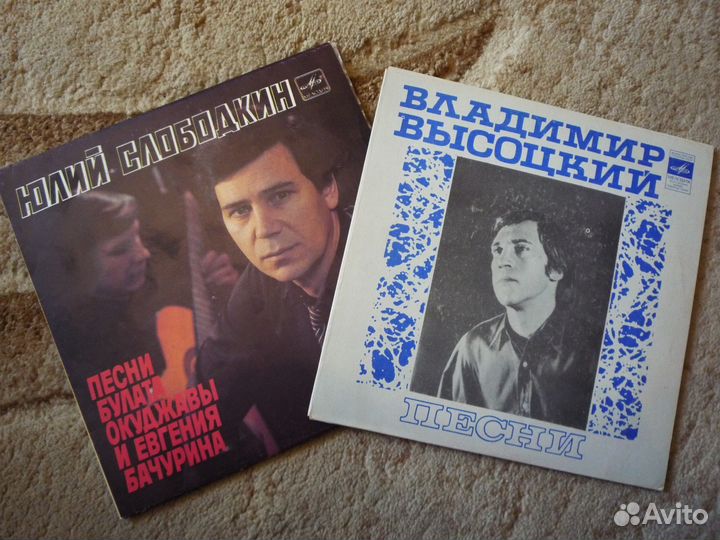 ЮЛИЙ СЛОБОДКИН
ПЕСНИ
БУЛАТА
ОКУДЖАВЫ
И ЕВГЕНИЯ
БАЧУРИНА
ВЛАДИМИР
ВЫСОЦКИЙ
ПЕСНИ
Avito